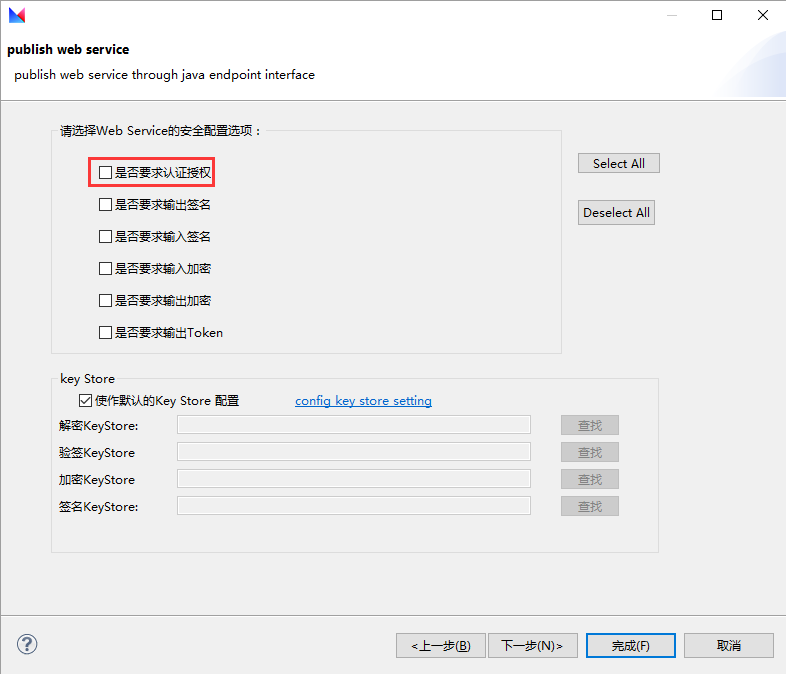 publish web service
publish web service through java endpoint interface
请选择Web Service的安全配置选项：
是否要求认证授权
Select All
是否要求输出签名
Deselect All
是否要求输入签名
是否要求输入加密
是否要求输出加密
是否要求输出Token
key Store
使作默认的Key Store 配置 config key store setting
解密KeyStore: 查找
验签KeyStore 查找
加密KeyStore 查找
签名KeyStore: 查找
? <上一步(B) 下一步(N)> 完成(F) 取消